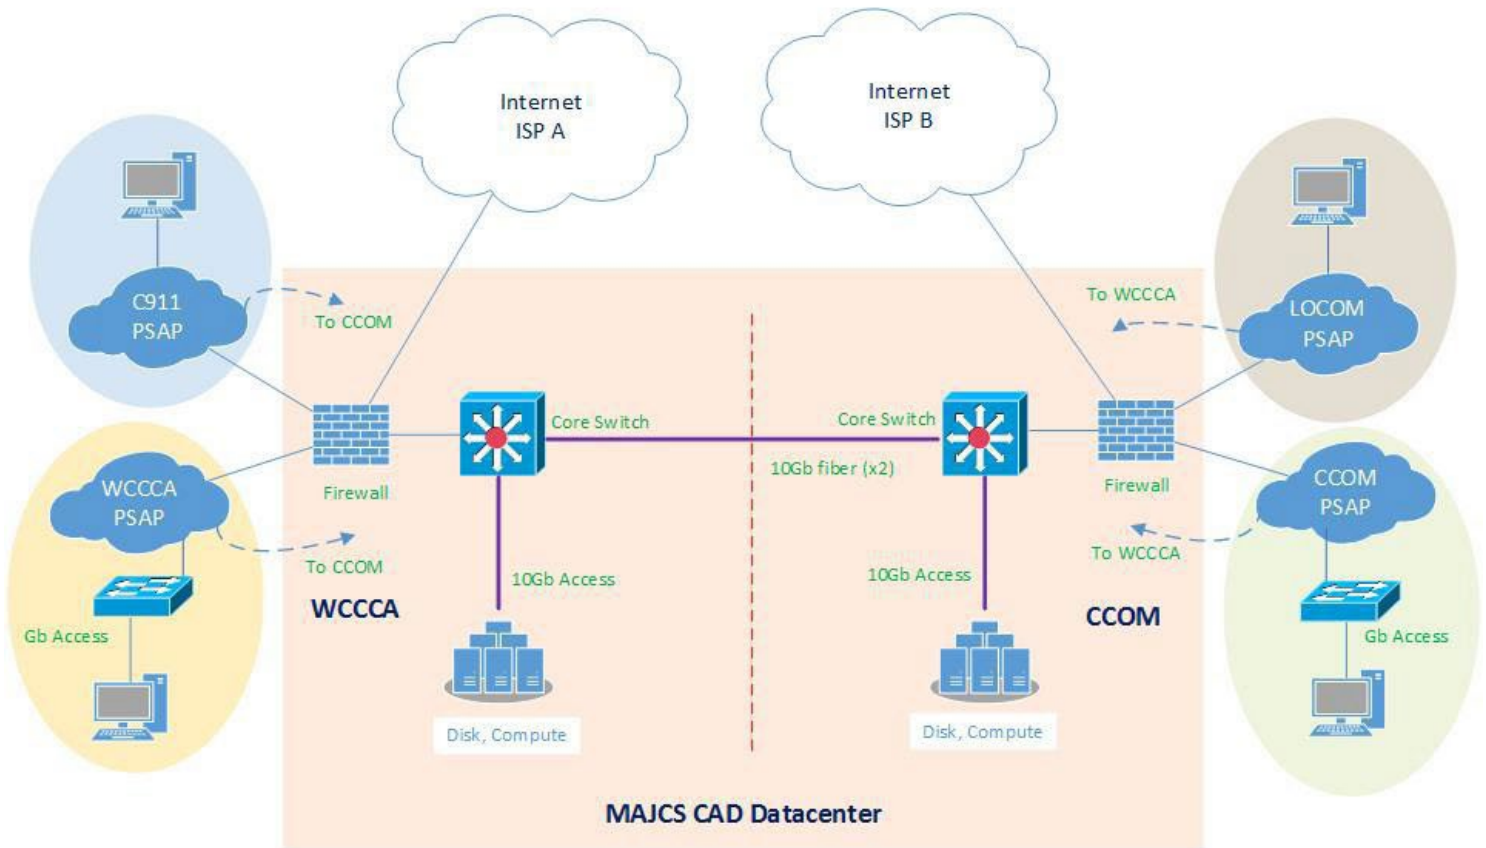 Internet
ISP A
Internet
ISP B
C911
PSAP
To CCOM
To WCCCA
LOCOM
PSAP
Core Switch
Core Switch
10Gb fiber (x2)
WCCCA
PSAP
Firewall
Firewall
CCOM
PSAP
To CCOM
To WCCCA
10Gb Access
10Gb Access
WCCCA
CCOM
Gb Access
Gb Access
Disk, Compute
Disk, Compute
MAJCS CAD Datacenter